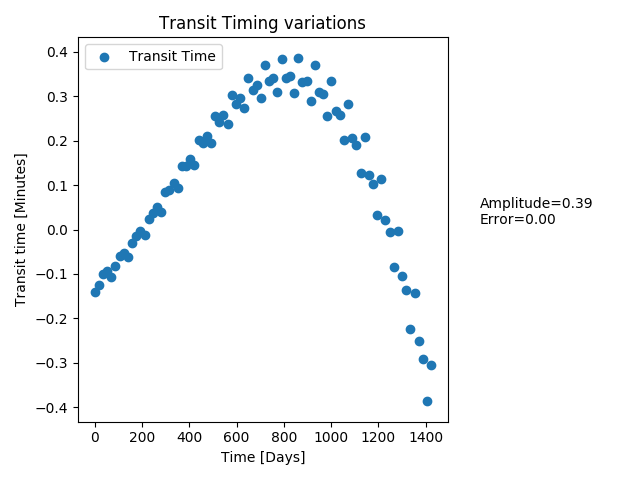 Transit Timing variations
Transit Time
0.4
0.3
0.2
0.1
0.0
−0.1
−0.2
−0.3
−0.4
Transit time [Minutes]
Amplitude=0.39
Error=0.00
0 200 400 600 800 1000 1200 1400
Time [Days]